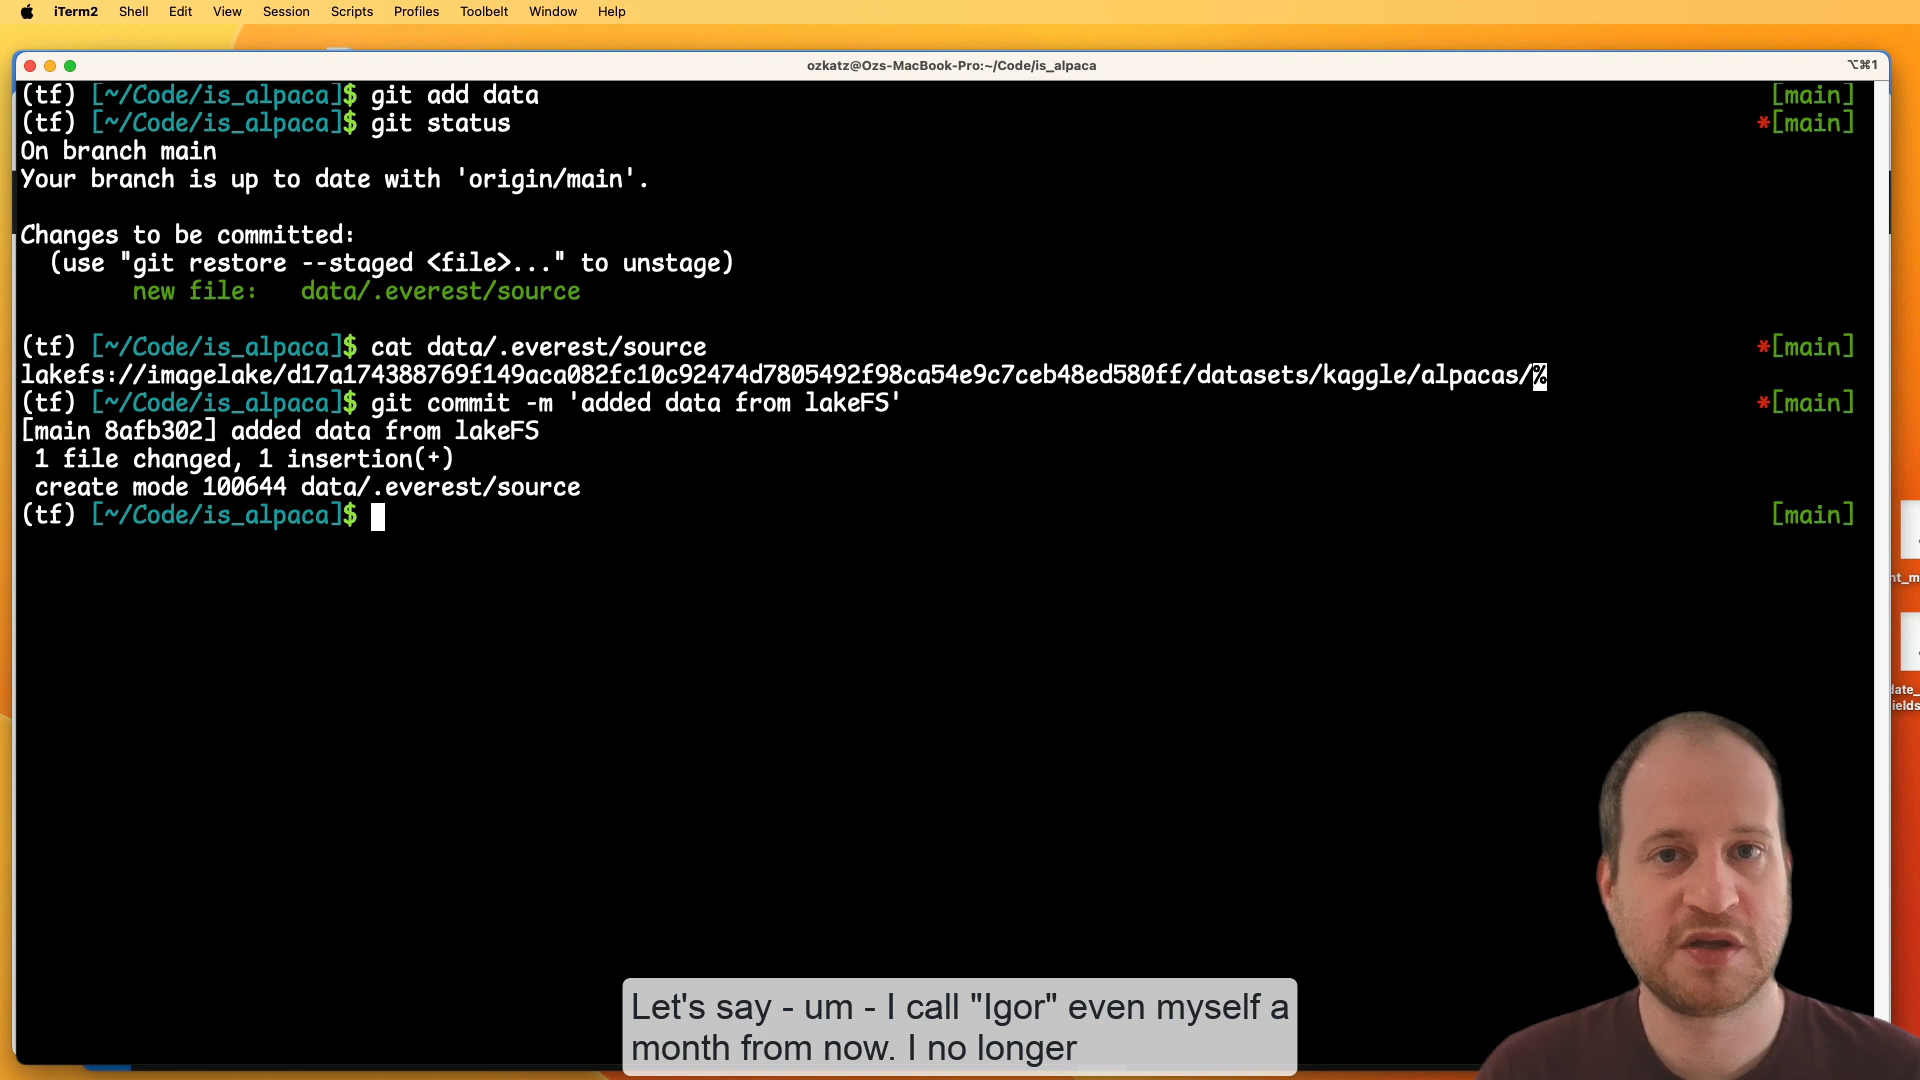 iTerm2 Shell Edit View Session Scripts Profiles Toolbelt Window Help
ozkatz@Ozs-MacBook-Pro:~/Code/is_alpaca ⌥⌘1
(tf) [~/Code/is_alpaca]$ git add data [main]
(tf) [~/Code/is_alpaca]$ git status *[main]
On branch main
Your branch is up to date with 'origin/main'.
Changes to be committed:
(use "git restore --staged <file>..." to unstage)
new file: data/.everest/source
(tf) [~/Code/is_alpaca]$ cat data/.everest/source *[main]
lakefs://imagelake/d17a174388769f149aca082fc10c92474d7805492f98ca54e9c7ceb48ed580ff/datasets/kaggle/alpacas/%
(tf) [~/Code/is_alpaca]$ git commit -m 'added data from lakeFS' *[main]
[main 8afb302] added data from lakeFS
1 file changed, 1 insertion(+)
create mode 100644 data/.everest/source
(tf) [~/Code/is_alpaca]$ [main]
Let's say - um - I call "Igor" even myself a
month from now. I no longer